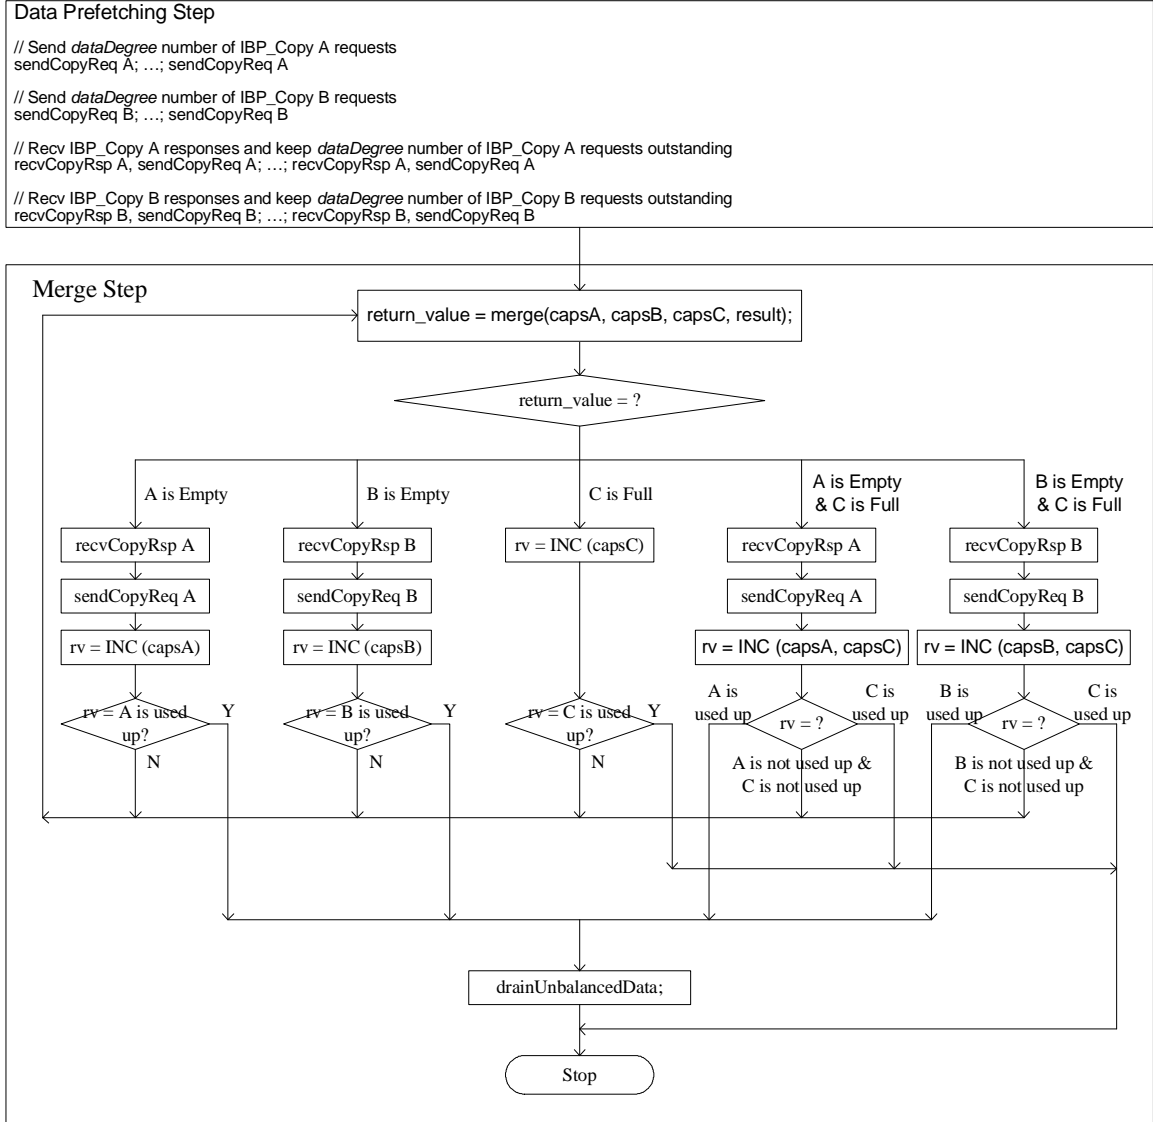 Data Prefetching Step
// Send dataDegree number of IBP_Copy A requests
sendCopyReq A; …; sendCopyReq A
// Send dataDegree number of IBP_Copy B requests
sendCopyReq B; …; sendCopyReq B
// Recv IBP_Copy A responses and keep dataDegree number of IBP_Copy A requests outstanding
recvCopyRsp A, sendCopyReq A; …; recvCopyRsp A, sendCopyReq A
// Recv IBP_Copy B responses and keep dataDegree number of IBP_Copy B requests outstanding
recvCopyRsp B, sendCopyReq B; …; recvCopyRsp B, sendCopyReq B
Merge Step
return_value = merge(capsA, capsB, capsC, result);
return_value = ?
A is Empty
B is Empty
C is Full
A is Empty
& C is Full
B is Empty
& C is Full
recvCopyRsp A
recvCopyRsp B
rv = INC (capsC)
recvCopyRsp A
recvCopyRsp B
sendCopyReq A
sendCopyReq B
sendCopyReq A
sendCopyReq B
rv = INC (capsA)
rv = INC (capsB)
rv = INC (capsA, capsC)
rv = INC (capsB, capsC)
rv = A is used
up?
Y
N
rv = B is used
up?
Y
N
rv = C is used
up?
Y
N
A is
used up
rv = ?
C is
used up
A is not used up &
C is not used up
B is
used up
rv = ?
C is
used up
B is not used up &
C is not used up
drainUnbalancedData;
Stop